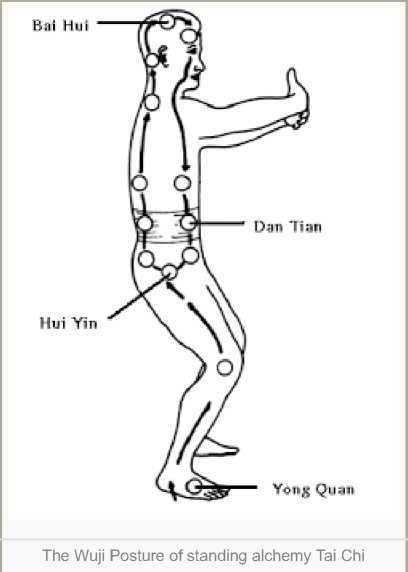 Bai Hui
Dan Tian
Hui Yin
Yong Quan
The Wuji Posture of standing alchemy Tai Chi